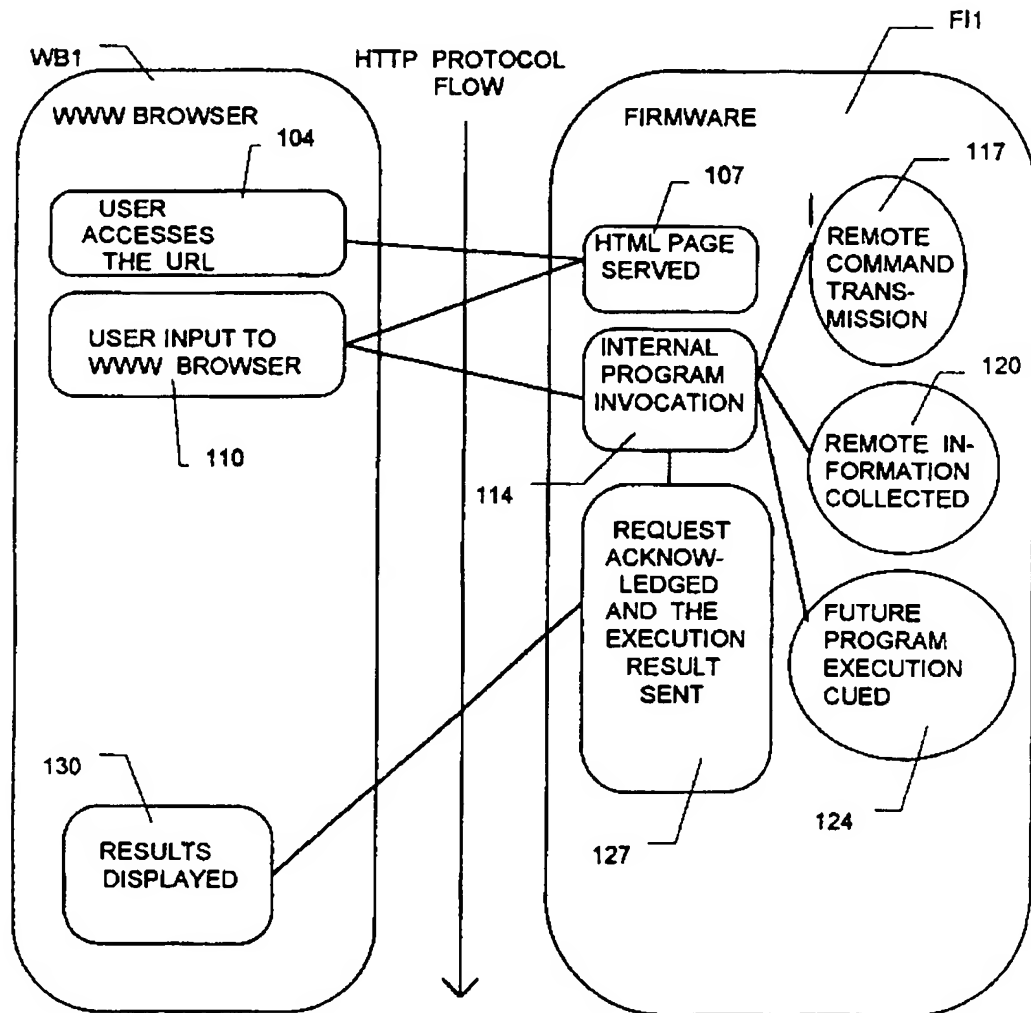 WB1
HTTP PROTOCOL
FLOW
FI1
WWW BROWSER
104
USER
ACCESSES
THE URL
USER INPUT TO
WWW BROWSER
110
FIRMWARE
107
HTML PAGE
SERVED
117
REMOTE
COMMAND
TRANS-
MISSION
INTERNAL
PROGRAM
INVOCATION
114
120
REMOTE IN-
FORMATION
COLLECTED
REQUEST
ACKNOW-
LEDGED
AND THE
EXECUTION
RESULT
SENT
127
FUTURE
PROGRAM
EXECUTION
CUED
124
130
RESULTS
DISPLAYED